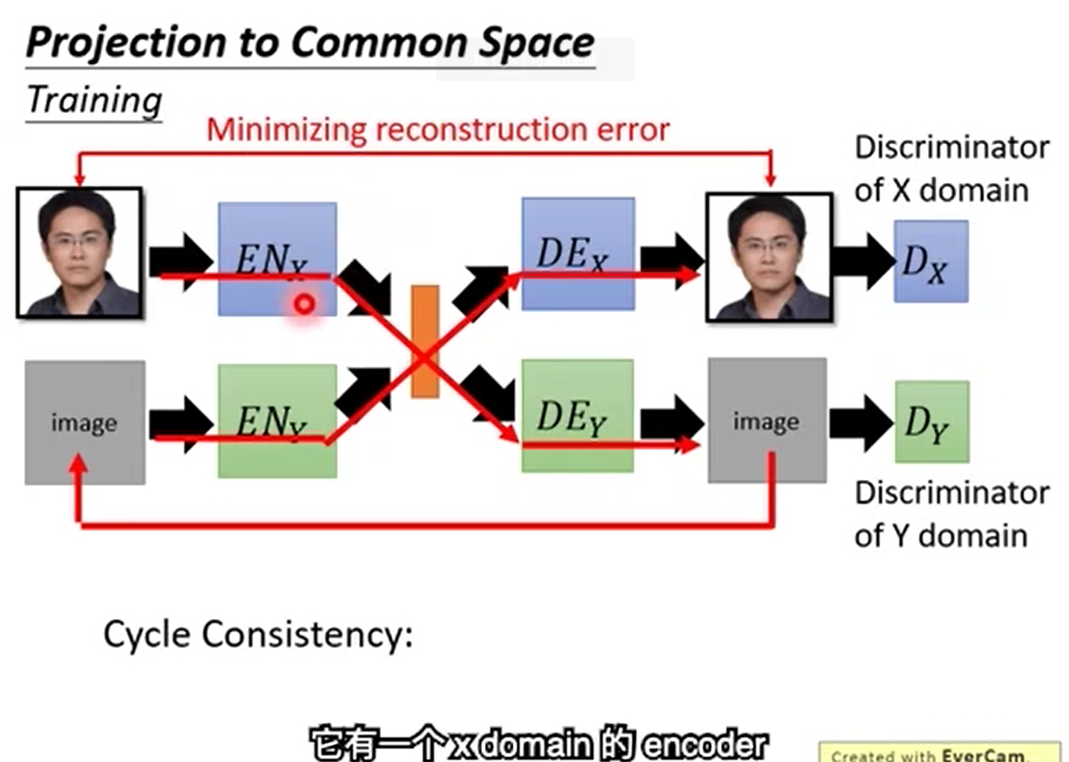 Projection to Common Space
Training
Minimizing reconstruction error
Discriminator
of X domain
EN_X
DE_X
D_X
image
EN_Y
DE_Y
image
D_Y
Discriminator
of Y domain
Cycle Consistency:
它有一个 x domain 的 encoder
Created with EverCam.